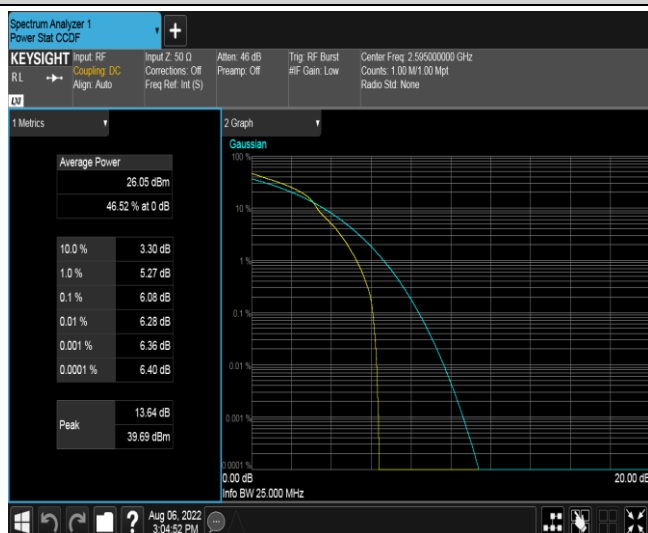 Spectrum Analyzer 1
Power Stat CCDF
KEYSIGHT
RL
LXI
Input: RF
Coupling: DC
Align: Auto
Input Z: 50 Ω
Corrections: Off
Freq Ref: Int (S)
Atten: 46 dB
Preamp: Off
Trig: RF Burst
#IF Gain: Low
Center Freq: 2.595000000 GHz
Counts: 1.00 M/1.00 Mpt
Radio Std: None
1 Metrics
Average Power
26.05 dBm
46.52 % at 0 dB
10.0 % 3.30 dB
1.0 % 5.27 dB
0.1 % 6.08 dB
0.01 % 6.28 dB
0.001 % 6.36 dB
0.0001 % 6.40 dB
Peak
13.64 dB
39.69 dBm
2 Graph
Gaussian
100 %
10 %
1 %
0.1 %
0.01 %
0.001 %
0.0001 %
0.00 dB 20.00 dB
Info BW 25.000 MHz
?
Aug 06, 2022
3:04:52 PM